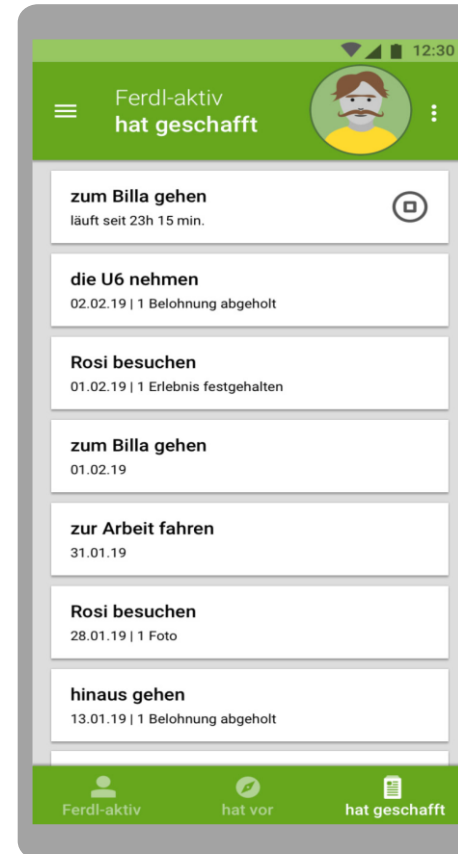 12:30
Ferdl-aktiv
hat geschafft
zum Billa gehen
läuft seit 23h 15 min.
die U6 nehmen
02.02.19 | 1 Belohnung abgeholt
Rosi besuchen
01.02.19 | 1 Erlebnis festgehalten
zum Billa gehen
01.02.19
zur Arbeit fahren
31.01.19
Rosi besuchen
28.01.19 | 1 Foto
hinaus gehen
13.01.19 | 1 Belohnung abgeholt
Ferdl-aktiv hat vor hat geschafft